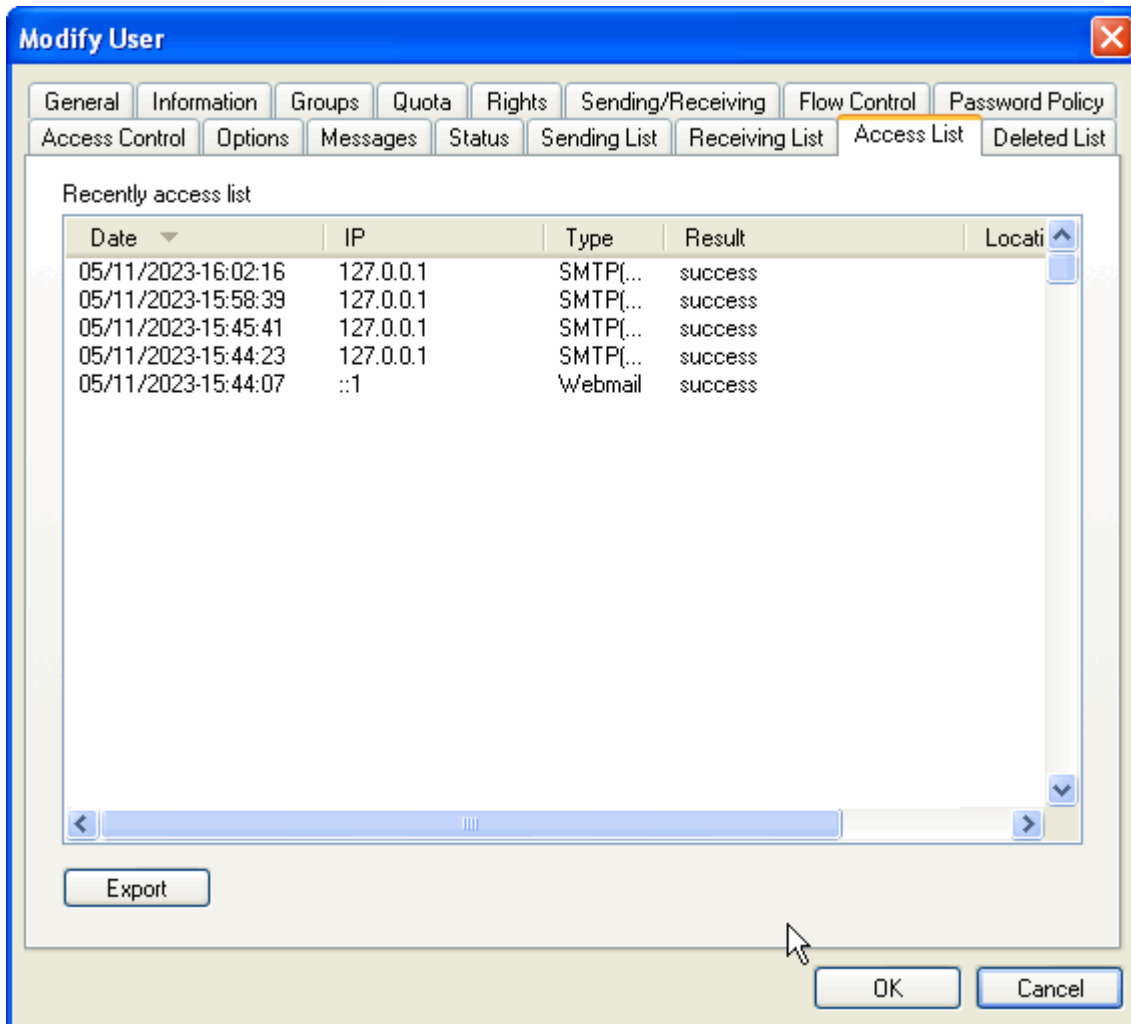 Modify User
General Information Groups Quota Rights Sending/Receiving Flow Control Password Policy
Access Control Options Messages Status Sending List Receiving List Access List Deleted List
Recently access list
Date IP Type Result Locati
05/11/2023-16:02:16 127.0.0.1 SMTP(... success
05/11/2023-15:58:39 127.0.0.1 SMTP(... success
05/11/2023-15:45:41 127.0.0.1 SMTP(... success
05/11/2023-15:44:23 127.0.0.1 SMTP(... success
05/11/2023-15:44:07 ::1 Webmail success
Export
OK Cancel